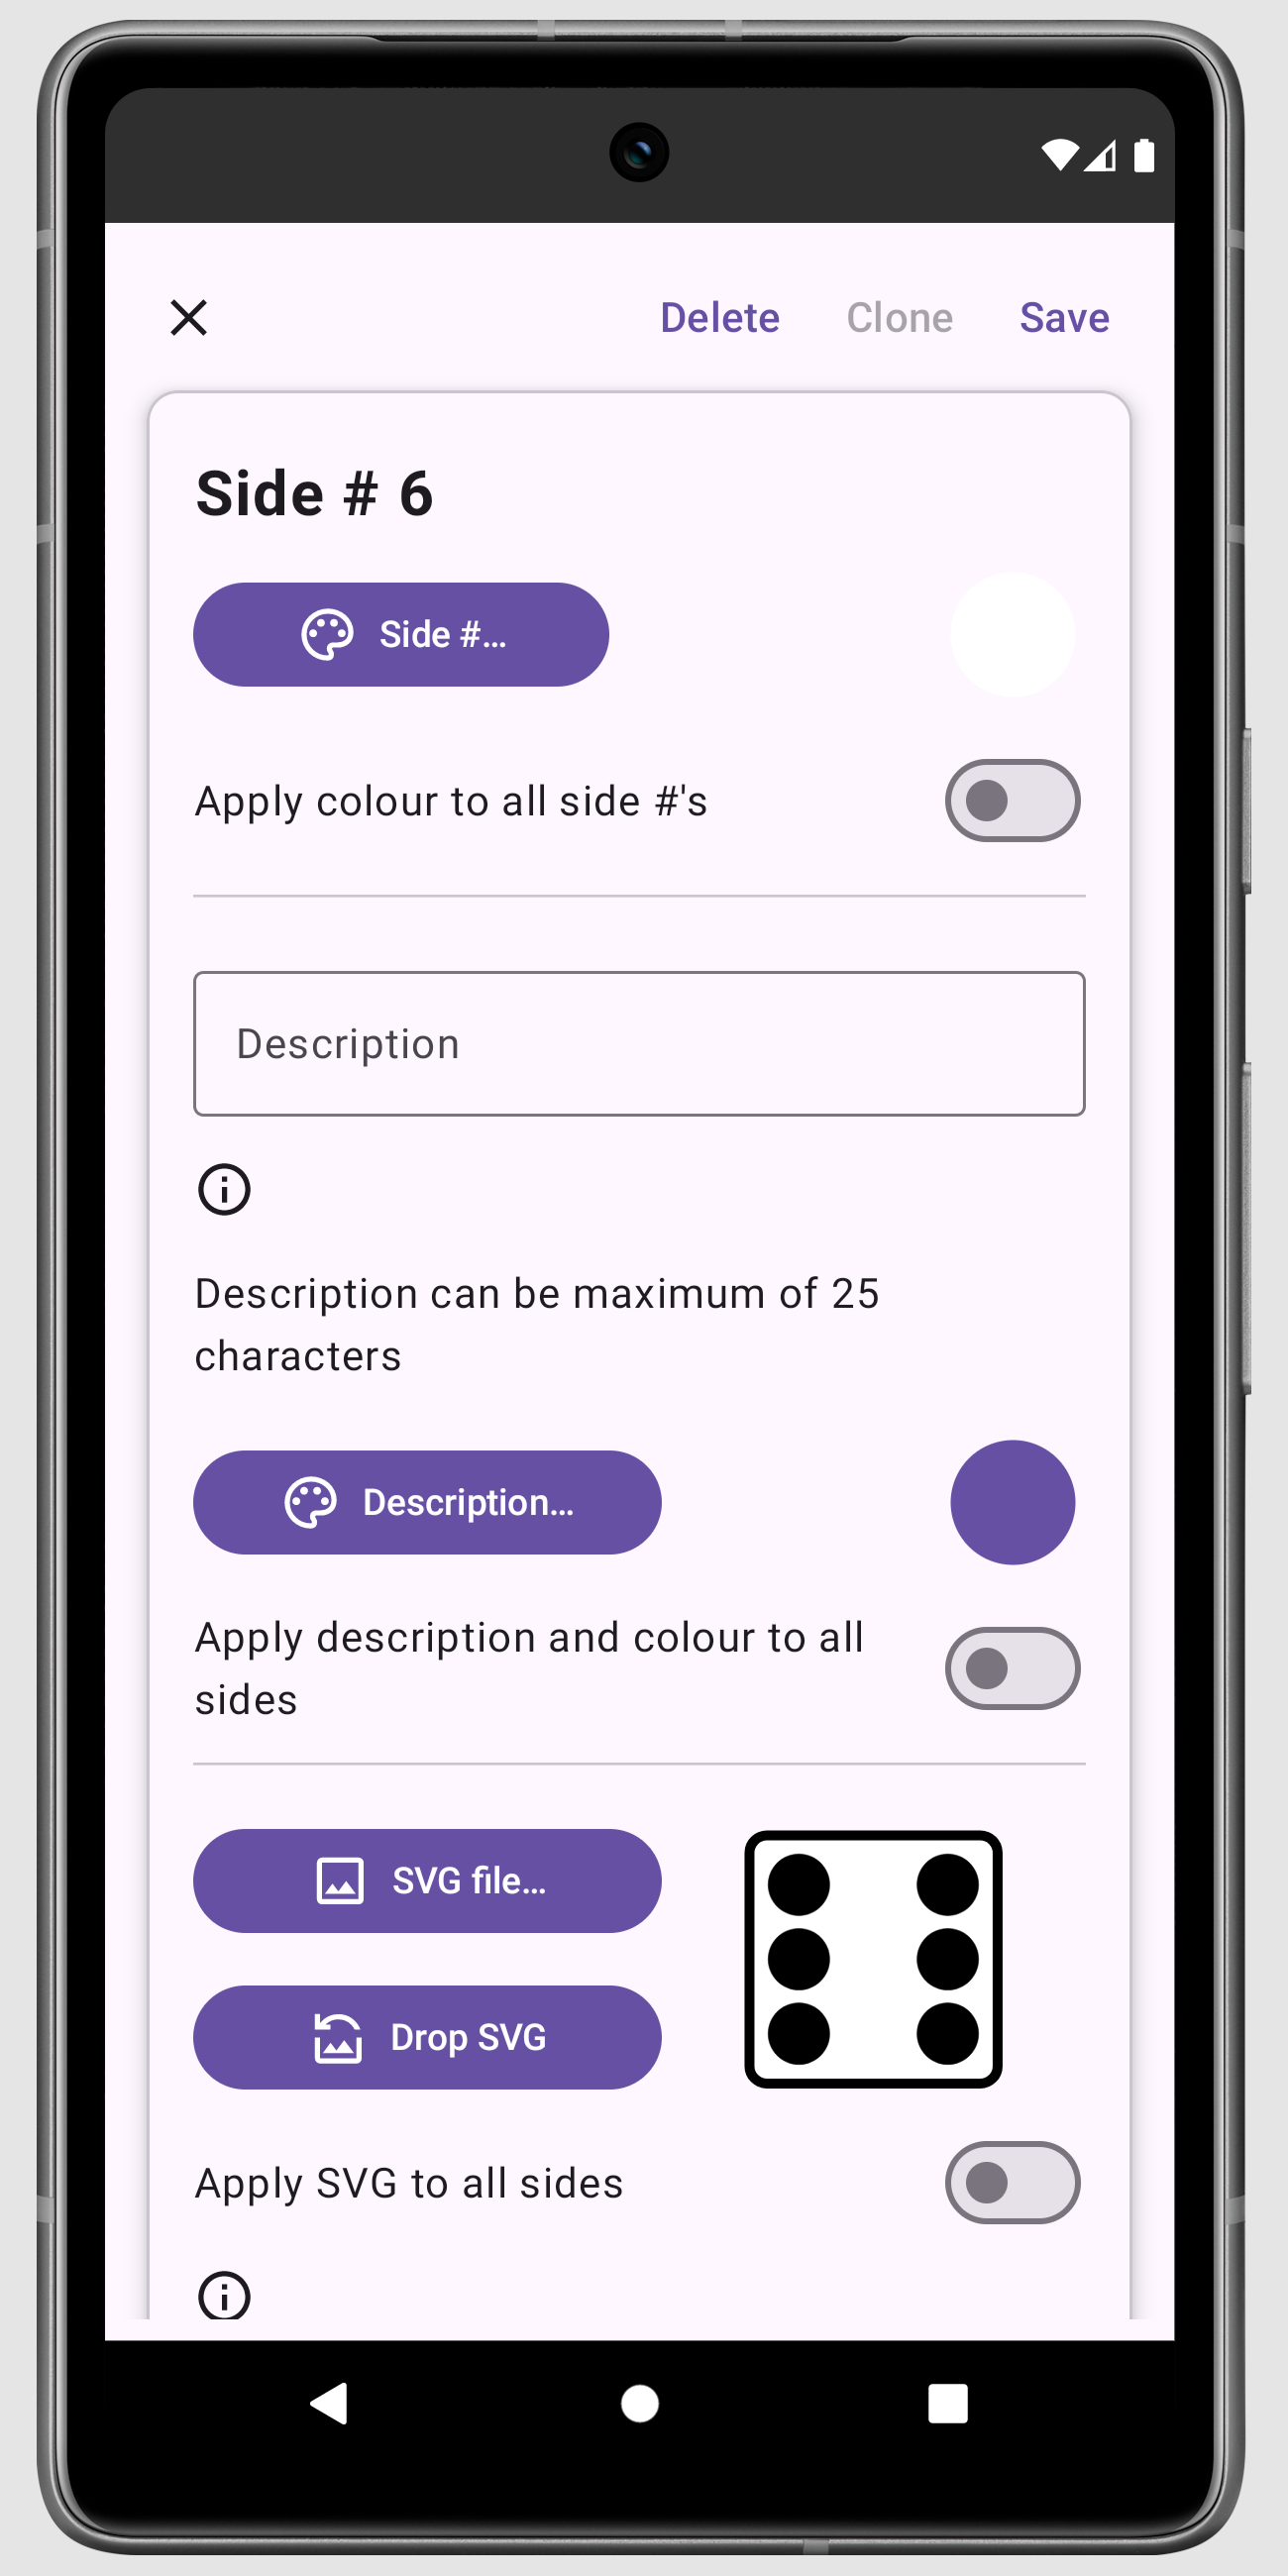 Delete Clone Save
Side # 6
Side #...
Apply colour to all side #'s
Description
Description can be maximum of 25
characters
Description...
Apply description and colour to all
sides
SVG file...
Drop SVG
Apply SVG to all sides